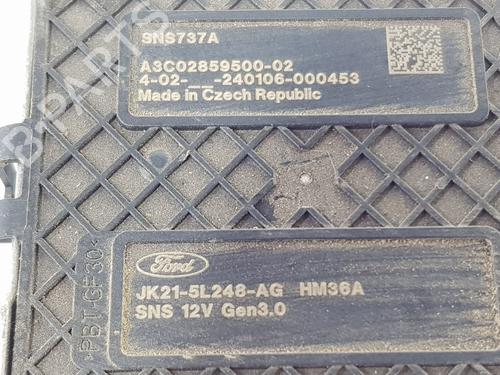 SNS737A
A3C02859500-02
4-02-__-240106-000453
Made in Czech Republic
Ford
JK21-5L248-AG HM36A
SNS 12V Gen3.0
>PBT-GF30<
B-PARTS